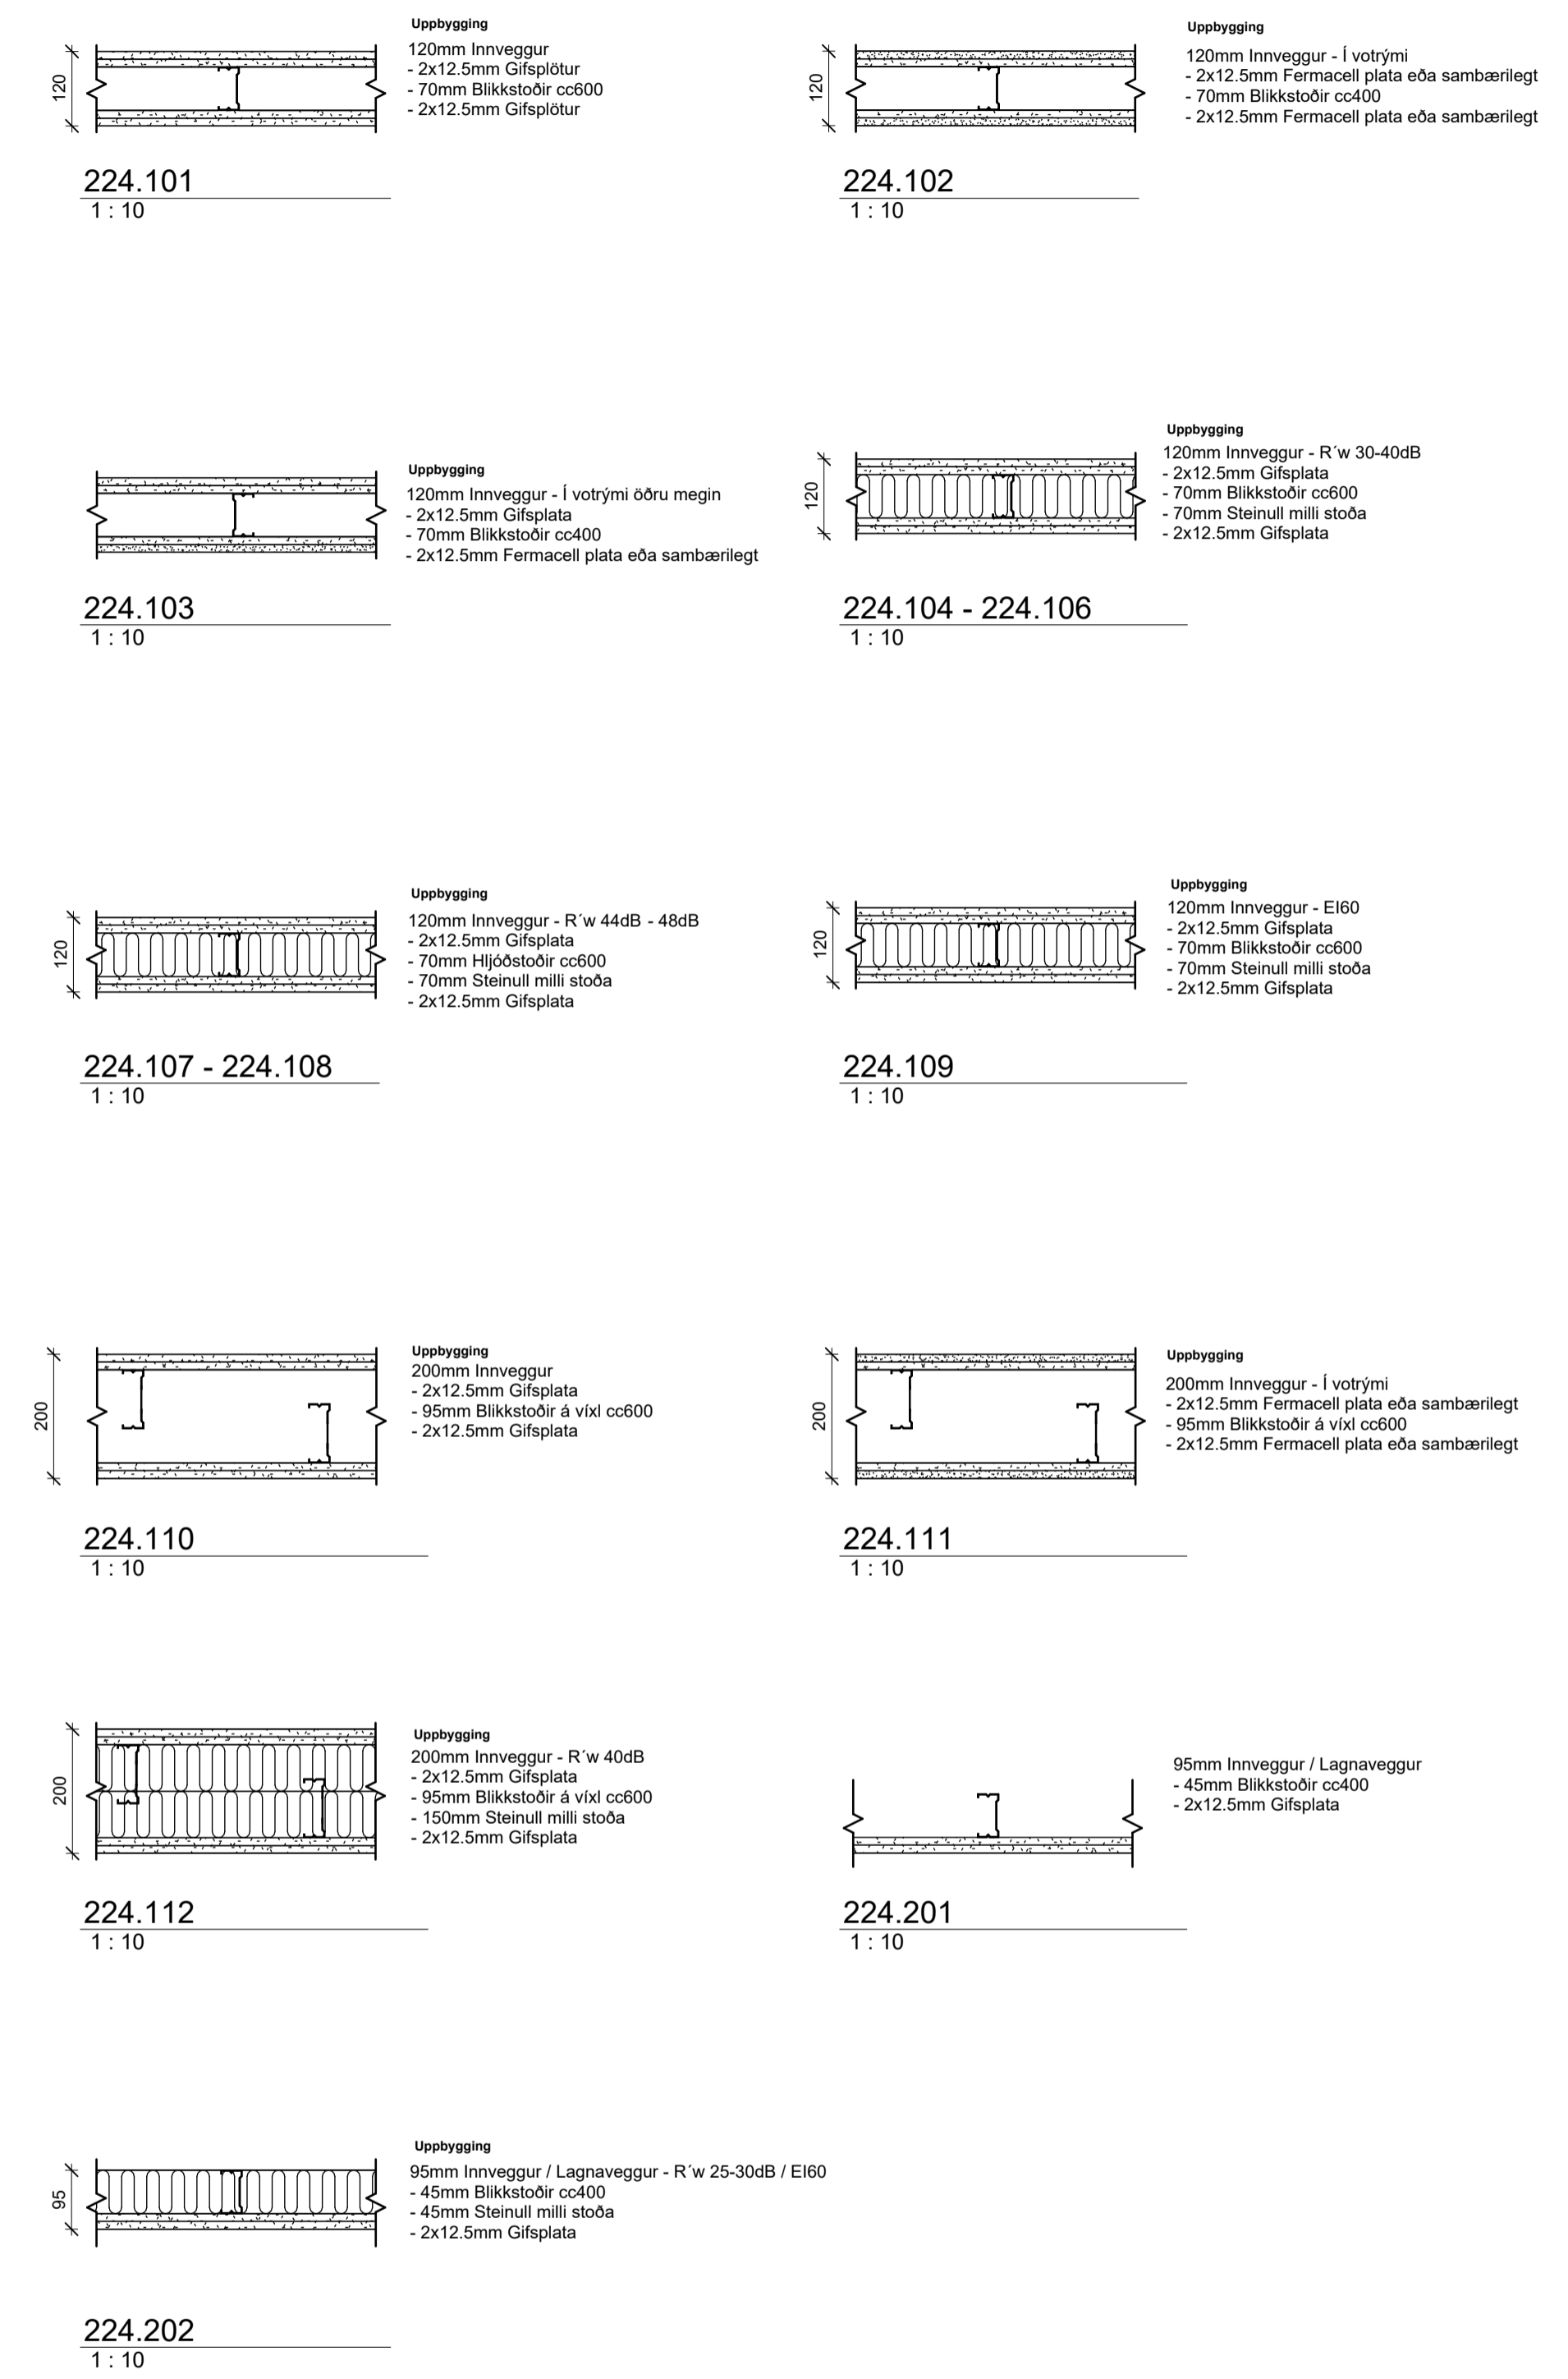 Uppbygging
120mm Innveggur
- 2x12.5mm Gifsplötur
- 70mm Blikkstoðir cc600
- 2x12.5mm Gifsplötur
120
224.101
1 : 10
Uppbygging
120mm Innveggur - Í votrými
- 2x12.5mm Fermacell plata eða sambærilegt
- 70mm Blikkstoðir cc400
- 2x12.5mm Fermacell plata eða sambærilegt
120
224.102
1 : 10
Uppbygging
120mm Innveggur - Í votrými öðru megin
- 2x12.5mm Gifsplata
- 70mm Blikkstoðir cc400
- 2x12.5mm Fermacell plata eða sambærilegt
224.103
1 : 10
Uppbygging
120mm Innveggur - R´w 30-40dB
- 2x12.5mm Gifsplata
- 70mm Blikkstoðir cc600
- 70mm Steinull milli stoða
- 2x12.5mm Gifsplata
120
224.104 - 224.106
1 : 10
Uppbygging
120mm Innveggur - R´w 44dB - 48dB
- 2x12.5mm Gifsplata
- 70mm Hljóðstoðir cc600
- 70mm Steinull milli stoða
- 2x12.5mm Gifsplata
120
224.107 - 224.108
1 : 10
Uppbygging
120mm Innveggur - EI60
- 2x12.5mm Gifsplata
- 70mm Blikkstoðir cc600
- 70mm Steinull milli stoða
- 2x12.5mm Gifsplata
120
224.109
1 : 10
Uppbygging
200mm Innveggur
- 2x12.5mm Gifsplata
- 95mm Blikkstoðir á víxl cc600
- 2x12.5mm Gifsplata
200
224.110
1 : 10
Uppbygging
200mm Innveggur - Í votrými
- 2x12.5mm Fermacell plata eða sambærilegt
- 95mm Blikkstoðir á víxl cc600
- 2x12.5mm Fermacell plata eða sambærilegt
200
224.111
1 : 10
Uppbygging
200mm Innveggur - R´w 40dB
- 2x12.5mm Gifsplata
- 95mm Blikkstoðir á víxl cc600
- 150mm Steinull milli stoða
- 2x12.5mm Gifsplata
200
224.112
1 : 10
95mm Innveggur / Lagnaveggur
- 45mm Blikkstoðir cc400
- 2x12.5mm Gifsplata
224.201
1 : 10
Uppbygging
95mm Innveggur / Lagnaveggur - R´w 25-30dB / EI60
- 45mm Blikkstoðir cc400
- 45mm Steinull milli stoða
- 2x12.5mm Gifsplata
95
224.202
1 : 10